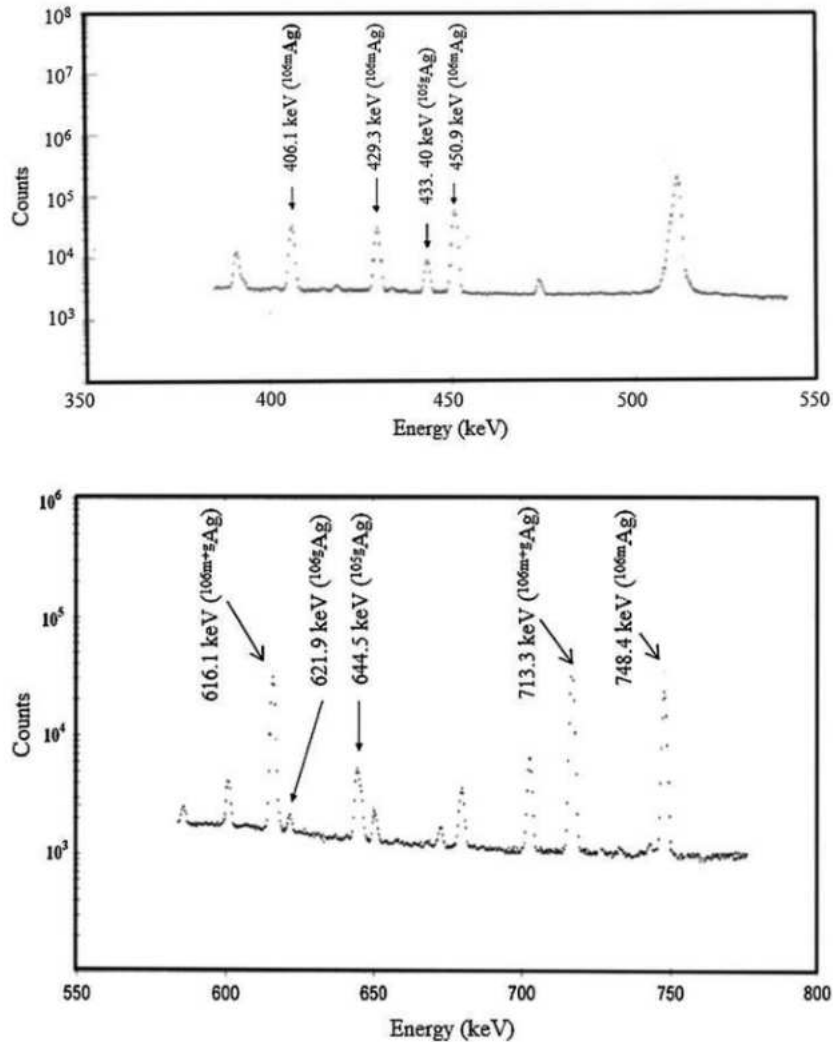 10⁸
10⁷
10⁶
10⁵
10⁴
10³
Counts
406.1 keV (¹⁰⁶ᵐAg)
429.3 keV (¹⁰⁶ᵐAg)
433. 40 keV (¹⁰⁵ᵍAg)
450.9 keV (¹⁰⁶ᵐAg)
350 400 450 500 550
Energy (keV)
10⁶
10⁵
10⁴
10³
Counts
616.1 keV (¹⁰⁶ᵐ⁺ᵍAg)
621.9 keV (¹⁰⁶ᵍAg)
644.5 keV (¹⁰⁵ᵍAg)
713.3 keV (¹⁰⁶ᵐ⁺ᵍAg)
748.4 keV (¹⁰⁶ᵐAg)
550 600 650 700 750 800
Energy (keV)